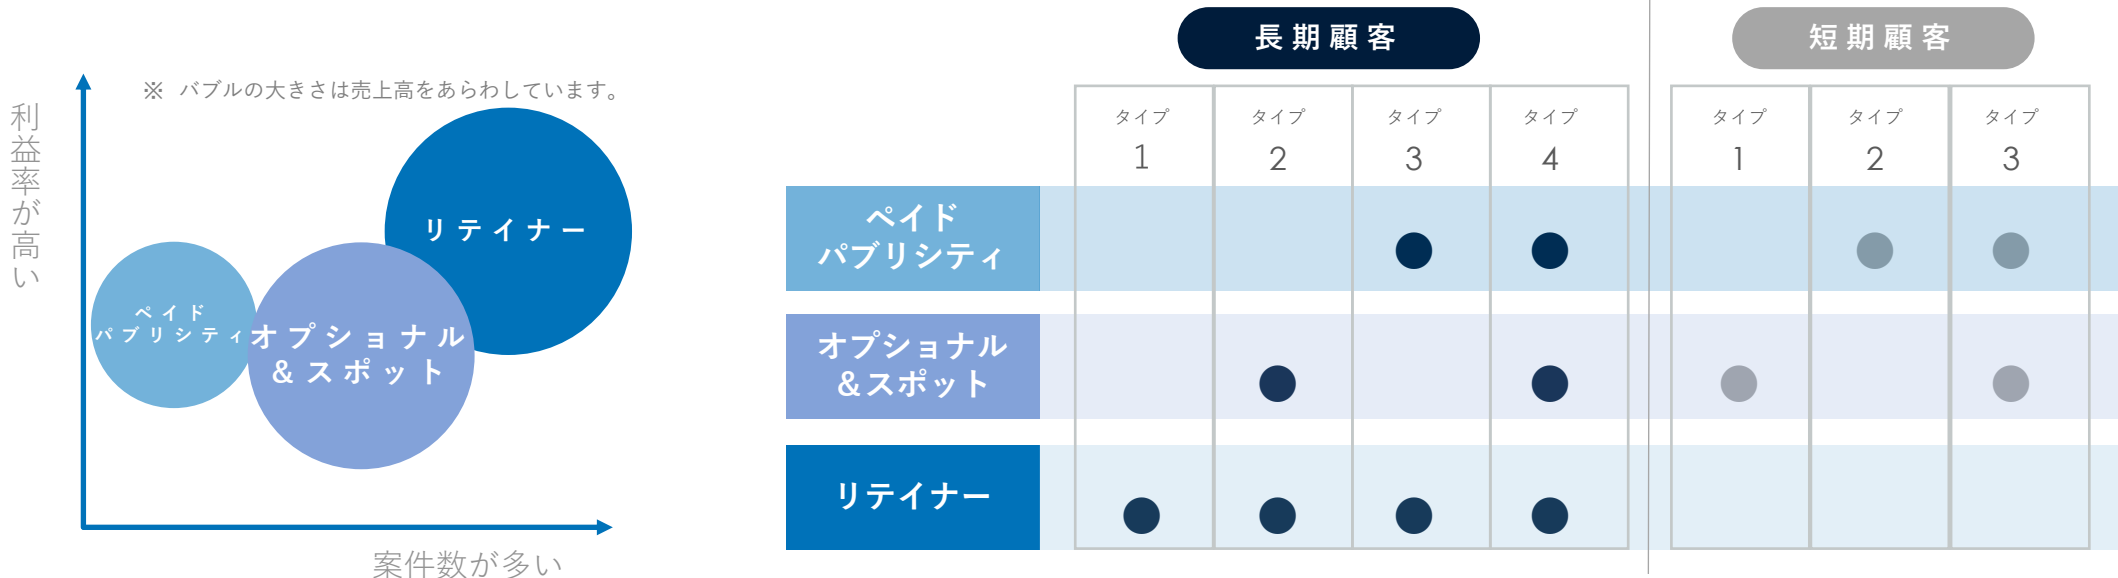 ※ バブルの大きさは売上高をあらわしています。
利益率が高い
リテイナー
ペイド
パブリシティ
オプショナル
&スポット
案件数が多い
長期顧客
短期顧客
タイプ タイプ タイプ タイプ タイプ タイプ タイプ
1 2 3 4 1 2 3
ペイド
パブリシティ
オプショナル
&スポット
リテイナー